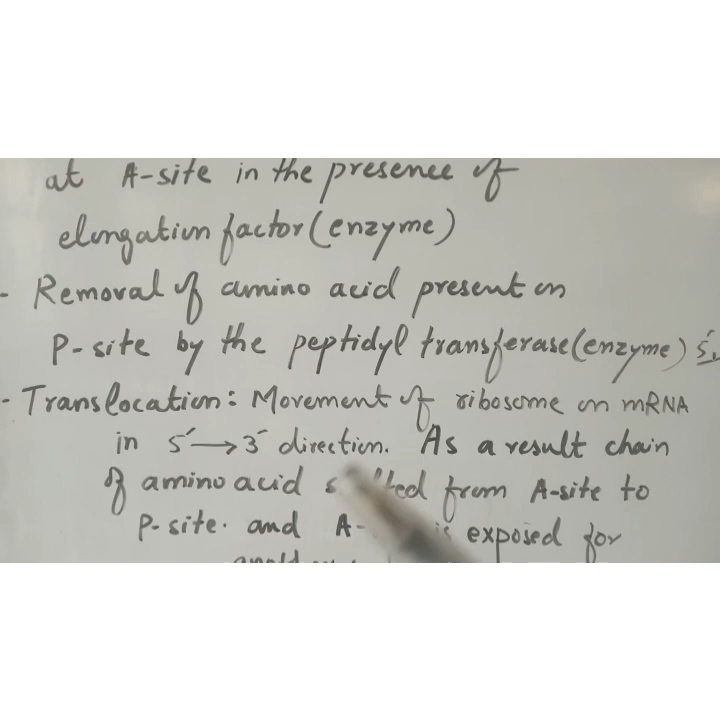 at A-site in the presence of
elongation factor (enzyme)
- Removal of amino acid present on
P-site by the peptidyl transferase (enzyme) 5'
- Translocation: Movement of ribosome on mRNA
in 5' → 3' direction. As a result chain
of amino acid from A-site to
P-site. and A- is exposed for